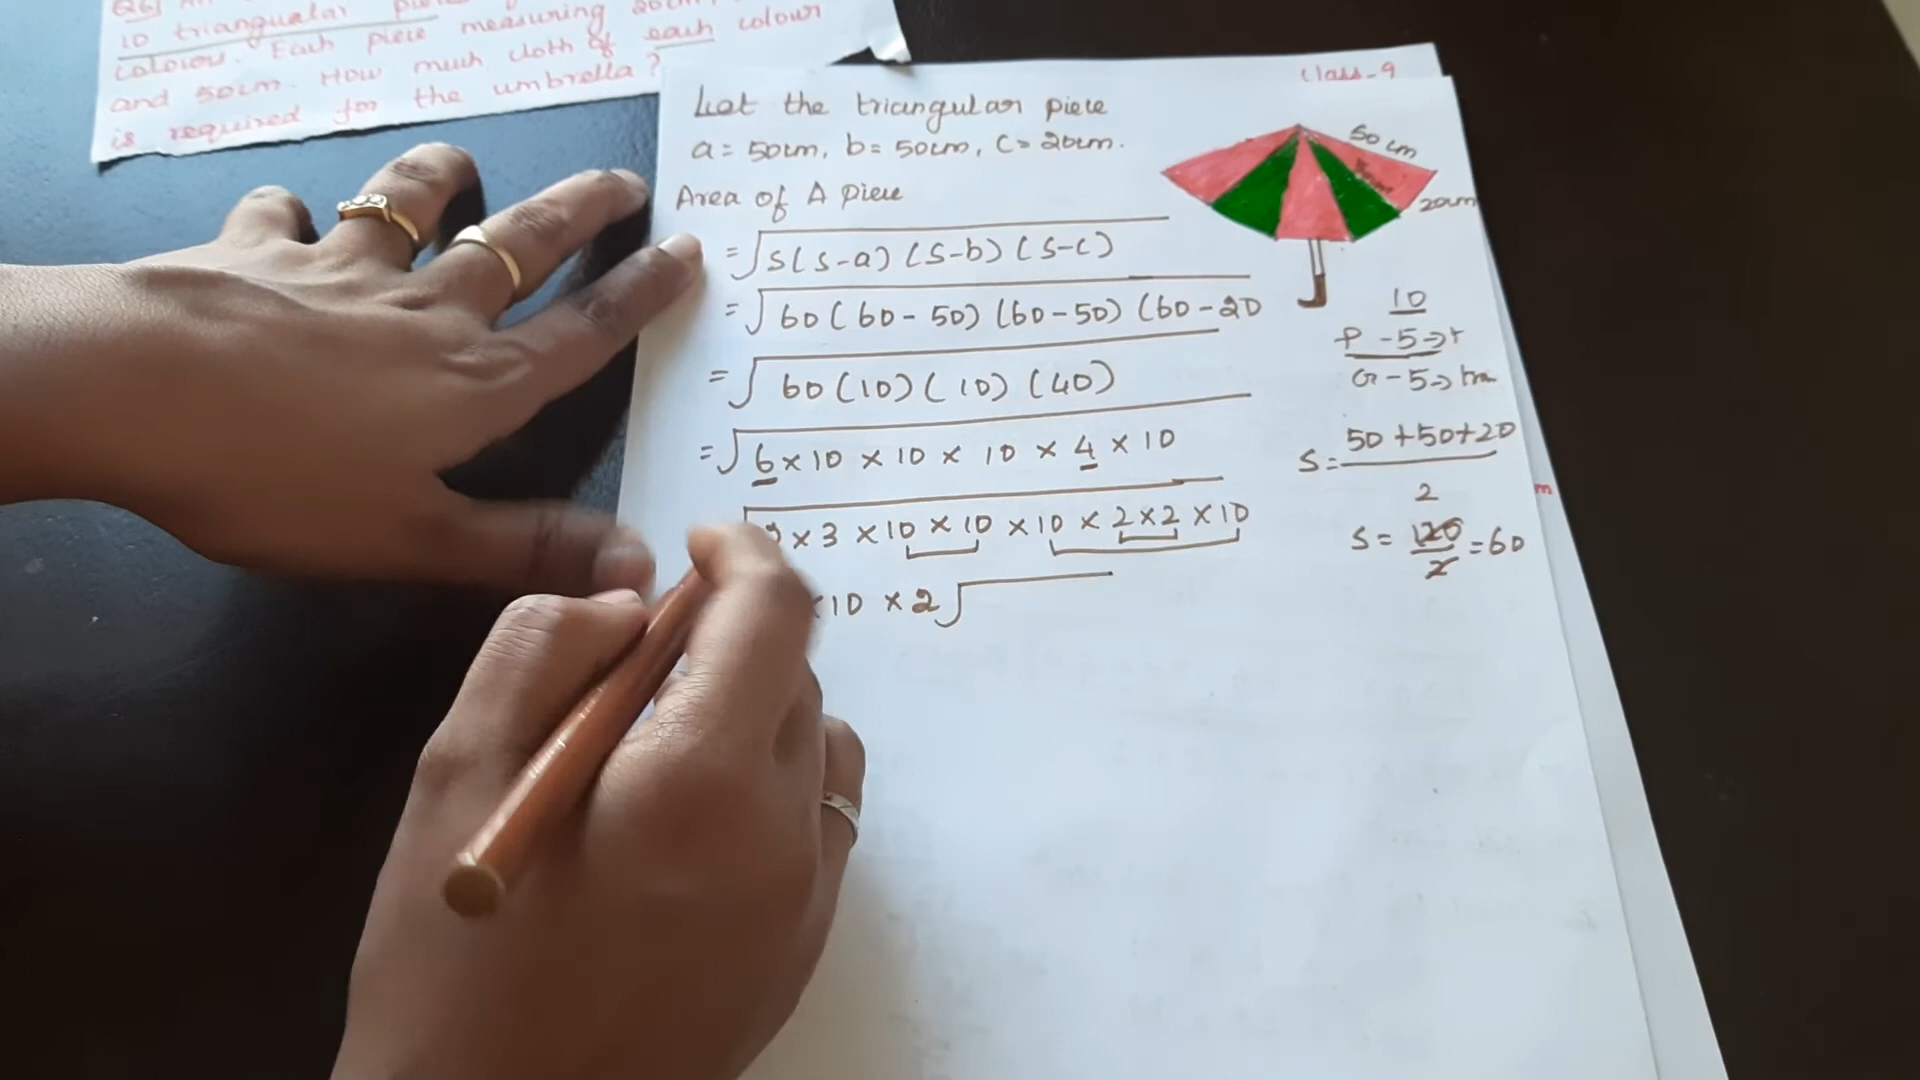 10 triangualar
colours. Each piece measuring 20cm,
and 50cm. How much cloth of each colour
is required for the umbrella?
Class-9
Let the triangular piece
a= 50cm, b= 50cm, c= 20cm.
Area of A piece
= √s(s-a) (s-b) (s-c)
= √60 (60 - 50) (60 - 50) (60 - 20
= √60 (10) (10) (40)
= √6 × 10 × 10 × 10 × 4 × 10
× 3 × 10 × 10 × 10 × 2×2 × 10
×10 × 2√
50 cm
20cm
10
P - 5 →
G - 5 →
S = 50 + 50 + 20
2
S = 120/2 = 60
m